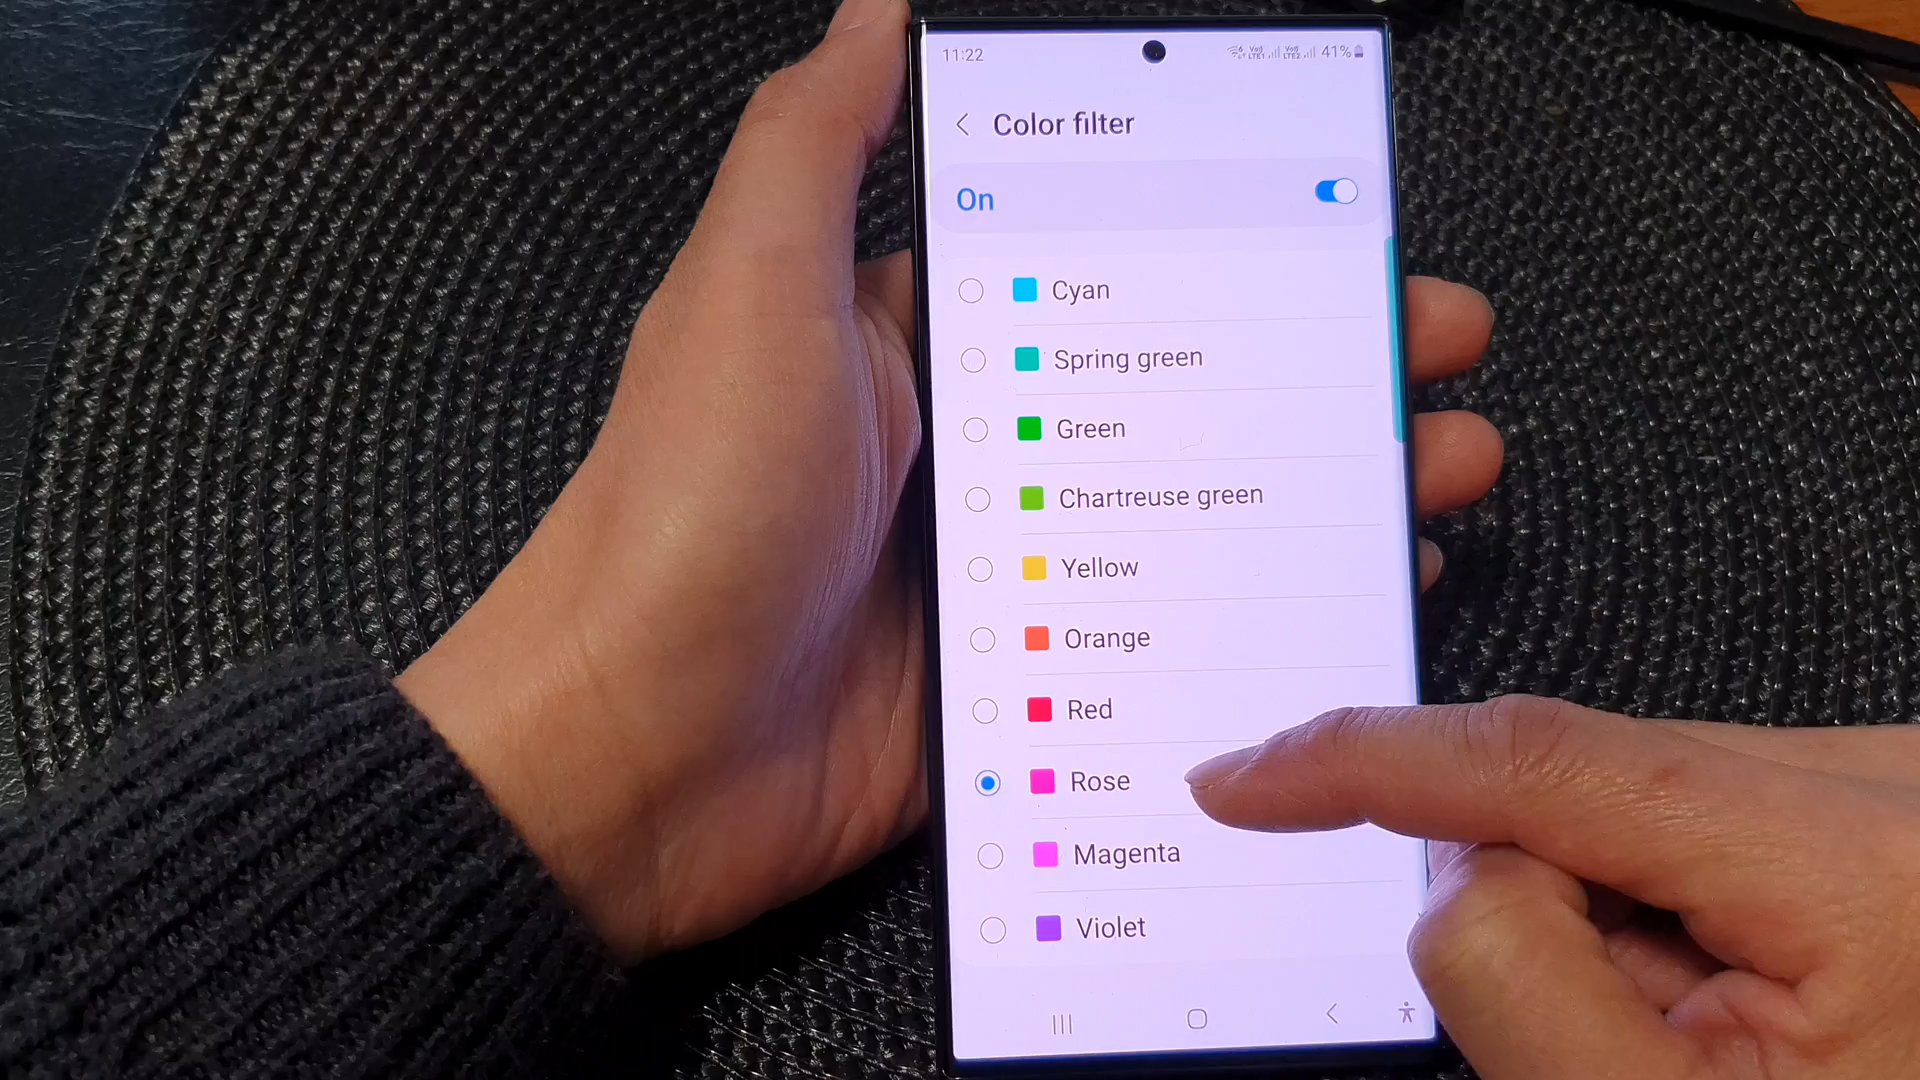 11:22
41%
Color filter
On
Cyan
Spring green
Green
Chartreuse green
Yellow
Orange
Red
Rose
Magenta
Violet